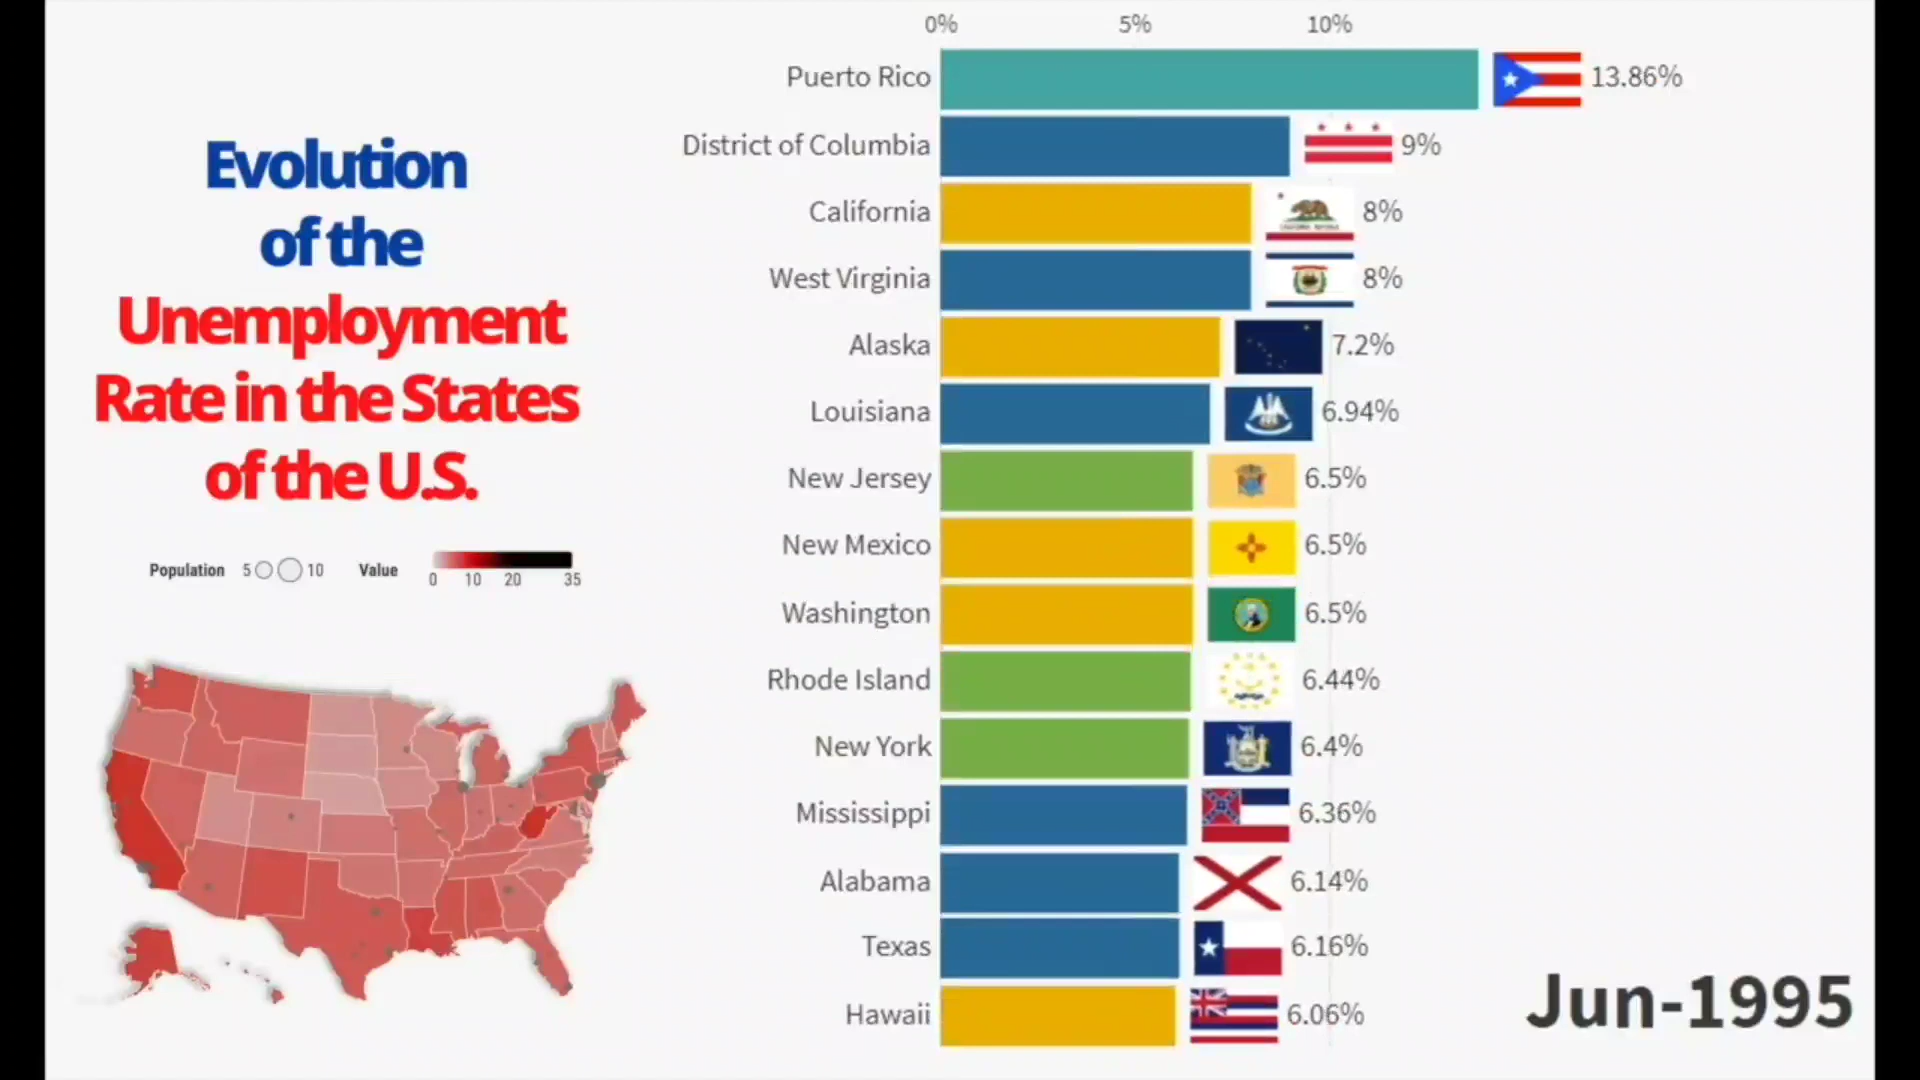 Evolution
of the
Unemployment
Rate in the States
of the U.S.
Population 5 10 Value 0 10 20 35
0% 5% 10%
Puerto Rico 13.86%
District of Columbia 9%
California 8%
West Virginia 8%
Alaska 7.2%
Louisiana 6.94%
New Jersey 6.5%
New Mexico 6.5%
Washington 6.5%
Rhode Island 6.44%
New York 6.4%
Mississippi 6.36%
Alabama 6.14%
Texas 6.16%
Hawaii 6.06%
Jun-1995